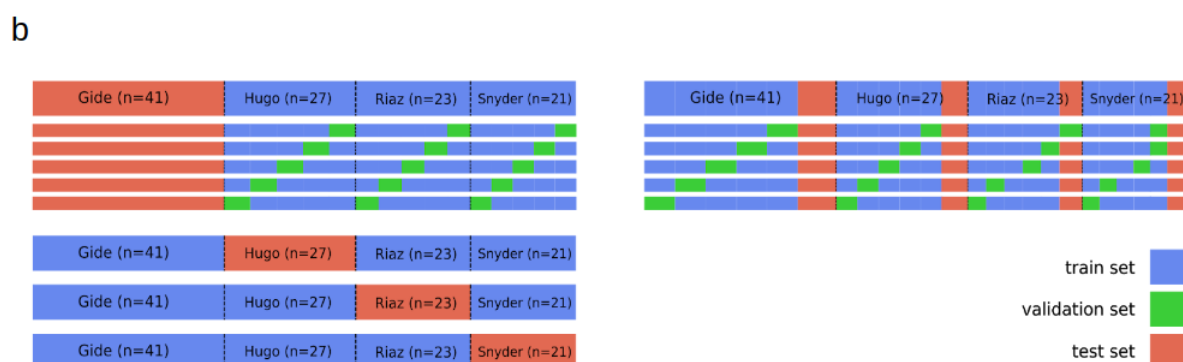 b
Gide (n=41) Hugo (n=27) Riaz (n=23) Snyder (n=21)
Gide (n=41) Hugo (n=27) Riaz (n=23) Snyder (n=21)
Gide (n=41) Hugo (n=27) Riaz (n=23) Snyder (n=21)
Gide (n=41) Hugo (n=27) Riaz (n=23) Snyder (n=21)
Gide (n=41) Hugo (n=27) Riaz (n=23) Snyder (n=21)
train set
validation set
test set